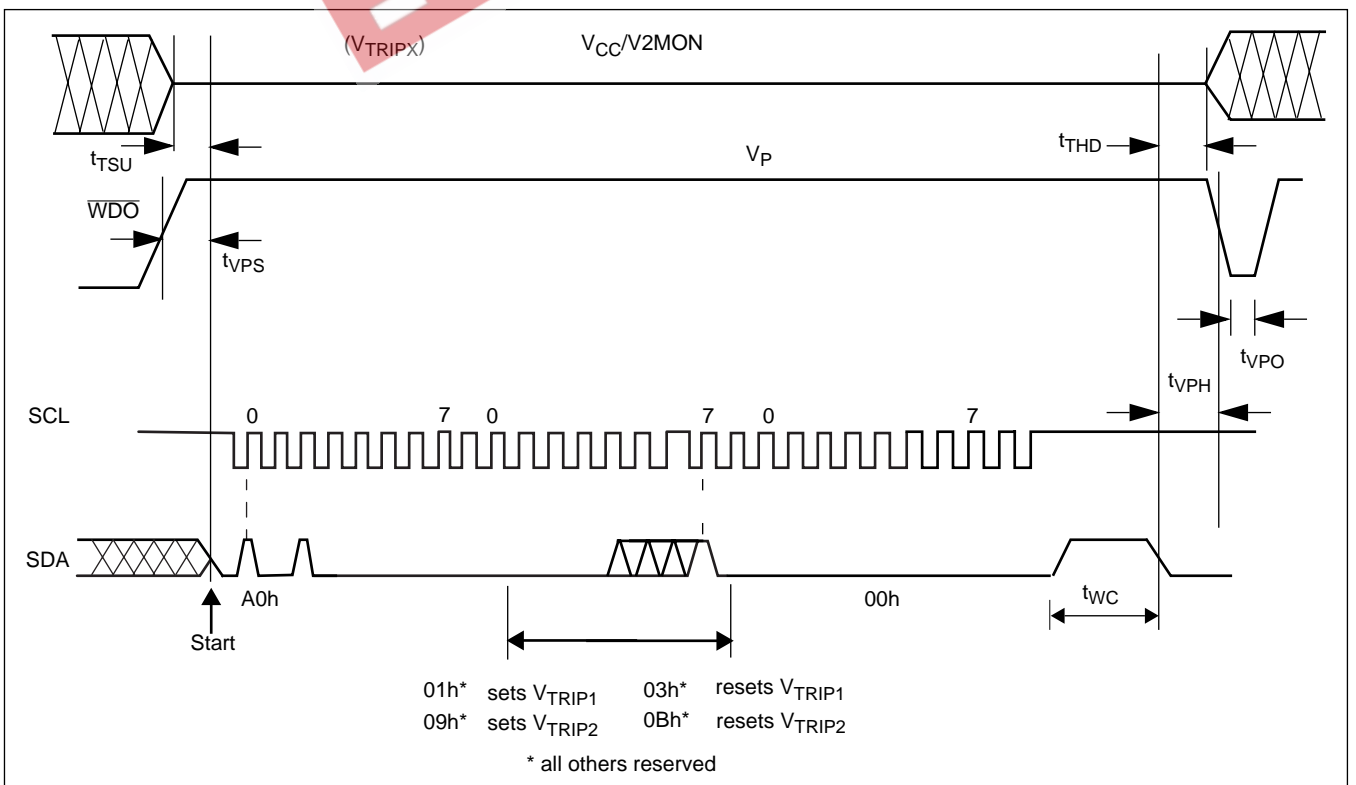 (VTRIPX) VCC/V2MON
tTSU
tTHD
VP
WDO
tVPS
tVPO
tVPH
SCL 0 7 0 7 0 7
SDA
A0h 00h tWC
Start
01h* sets VTRIP1 03h* resets VTRIP1
09h* sets VTRIP2 0Bh* resets VTRIP2
* all others reserved